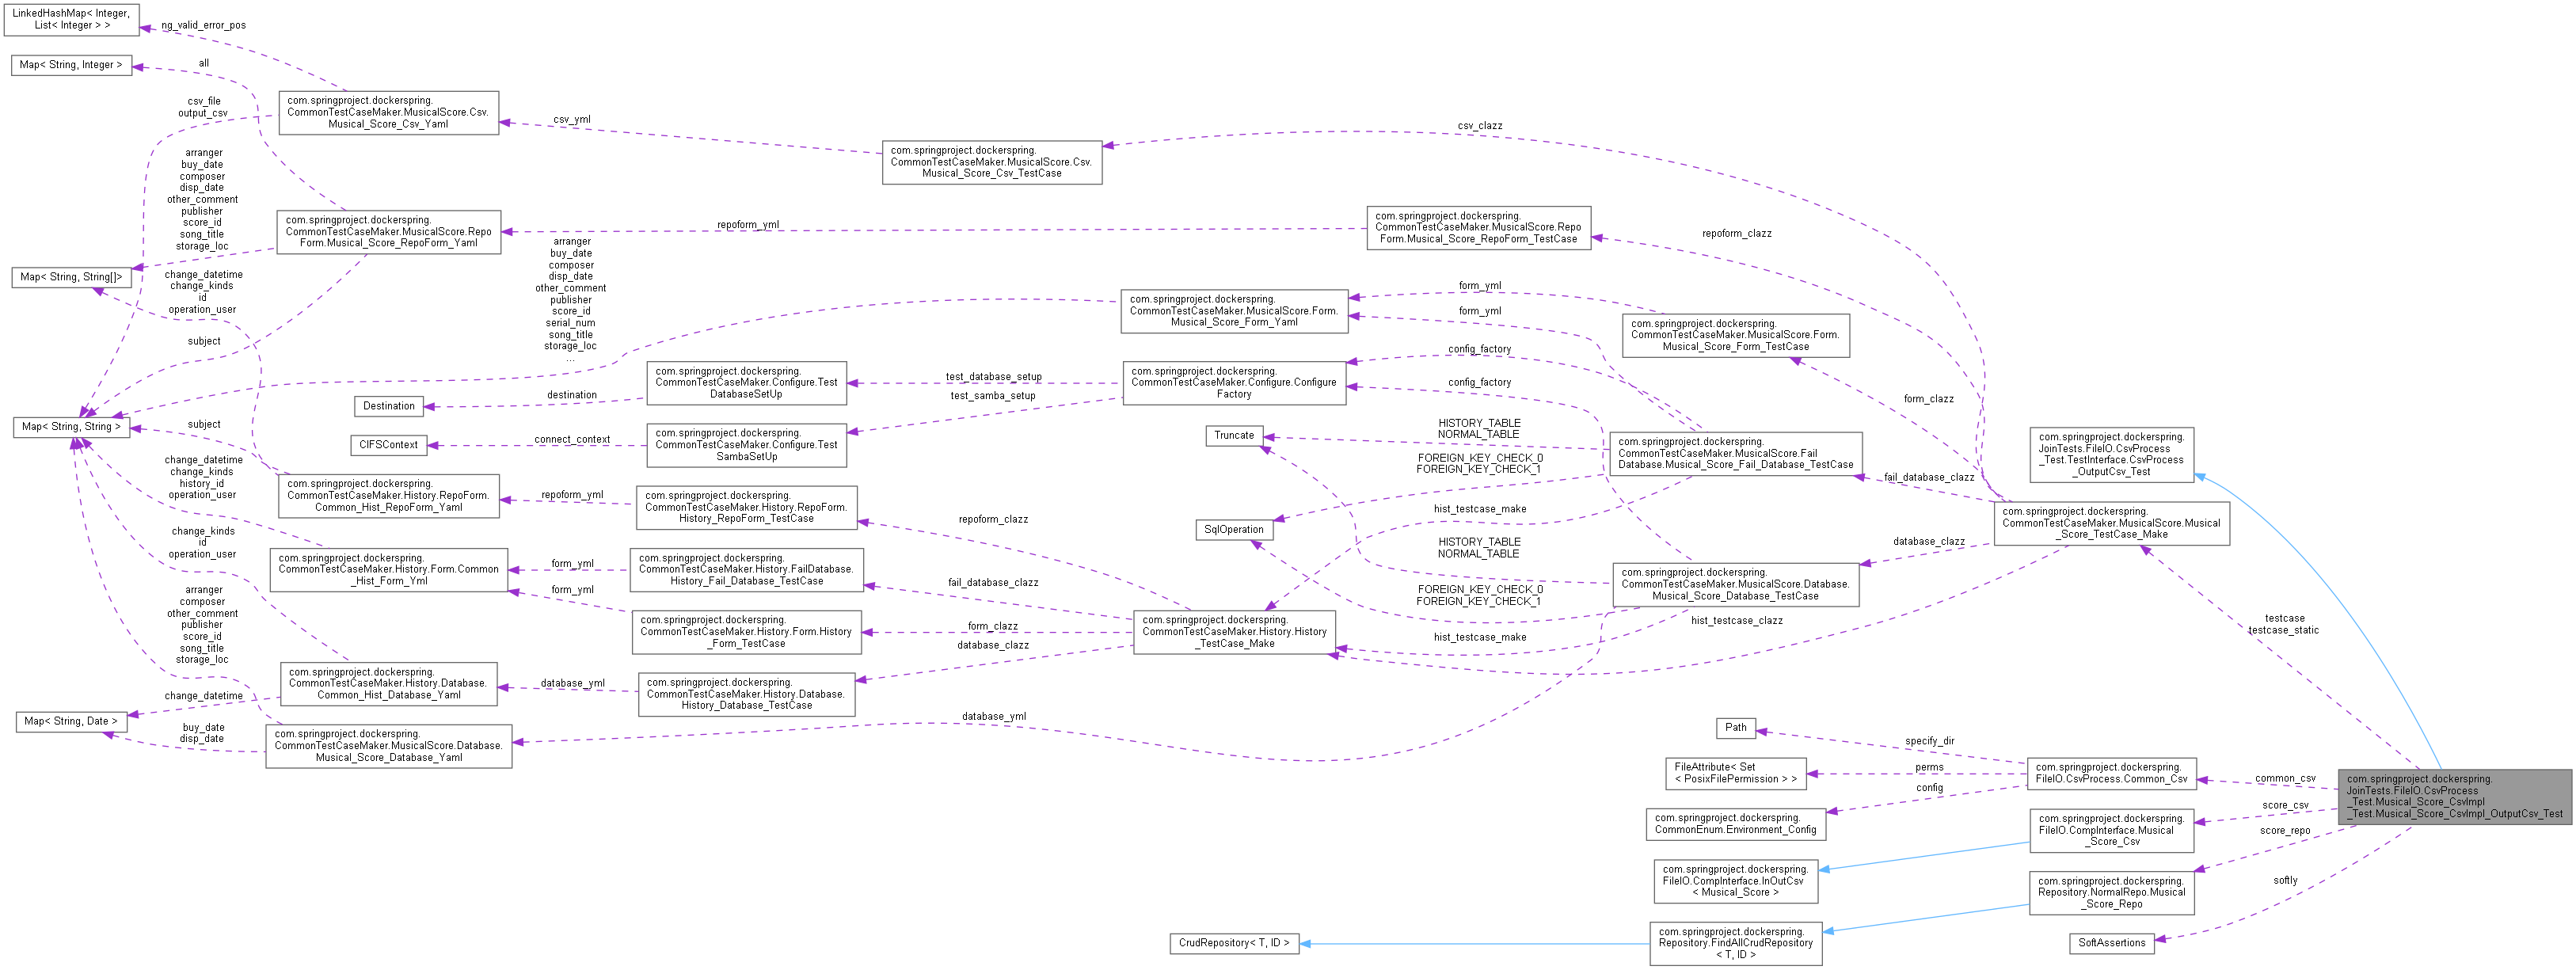 LinkedHashMap< Integer,
List< Integer > >
ng_valid_error_pos
Map< String, Integer >
all
csv_file
output_csv
com.springproject.dockerspring.
CommonTestCaseMaker.MusicalScore.Csv.
Musical_Score_Csv_Yaml
csv_yml
com.springproject.dockerspring.
CommonTestCaseMaker.MusicalScore.Csv.
Musical_Score_Csv_TestCase
csv_clazz
arranger
buy_date
composer
disp_date
other_comment
publisher
score_id
song_title
storage_loc
com.springproject.dockerspring.
CommonTestCaseMaker.MusicalScore.Repo
Form.Musical_Score_RepoForm_Yaml
repoform_yml
com.springproject.dockerspring.
CommonTestCaseMaker.MusicalScore.Repo
Form.Musical_Score_RepoForm_TestCase
repoform_clazz
Map< String, String[]>
change_datetime
change_kinds
id
operation_user
subject
arranger
buy_date
composer
disp_date
other_comment
publisher
score_id
serial_num
song_title
storage_loc
...
com.springproject.dockerspring.
CommonTestCaseMaker.MusicalScore.Form.
Musical_Score_Form_Yaml
form_yml
form_yml
com.springproject.dockerspring.
CommonTestCaseMaker.MusicalScore.Form.
Musical_Score_Form_TestCase
form_clazz
Destination
destination
com.springproject.dockerspring.
CommonTestCaseMaker.Configure.Test
DatabaseSetUp
test_database_setup
test_samba_setup
com.springproject.dockerspring.
CommonTestCaseMaker.Configure.Configure
Factory
config_factory
config_factory
Map< String, String >
subject
CIFSContext
connect_context
com.springproject.dockerspring.
CommonTestCaseMaker.Configure.Test
SambaSetUp
Truncate
HISTORY_TABLE
NORMAL_TABLE
FOREIGN_KEY_CHECK_0
FOREIGN_KEY_CHECK_1
com.springproject.dockerspring.
CommonTestCaseMaker.MusicalScore.Fail
Database.Musical_Score_Fail_Database_TestCase
fail_database_clazz
com.springproject.dockerspring.
JoinTests.FileIO.CsvProcess
_Test.TestInterface.CsvProcess
_OutputCsv_Test
change_datetime
change_kinds
history_id
operation_user
com.springproject.dockerspring.
CommonTestCaseMaker.History.RepoForm.
Common_Hist_RepoForm_Yaml
repoform_yml
com.springproject.dockerspring.
CommonTestCaseMaker.History.RepoForm.
History_RepoForm_TestCase
repoform_clazz
SqlOperation
hist_testcase_make
com.springproject.dockerspring.
CommonTestCaseMaker.MusicalScore.Musical
_Score_TestCase_Make
change_kinds
id
operation_user
com.springproject.dockerspring.
CommonTestCaseMaker.History.Form.Common
_Hist_Form_Yml
form_yml
form_yml
com.springproject.dockerspring.
CommonTestCaseMaker.History.FailDatabase.
History_Fail_Database_TestCase
fail_database_clazz
HISTORY_TABLE
NORMAL_TABLE
FOREIGN_KEY_CHECK_0
FOREIGN_KEY_CHECK_1
database_clazz
com.springproject.dockerspring.
CommonTestCaseMaker.MusicalScore.Database.
Musical_Score_Database_TestCase
arranger
composer
other_comment
publisher
score_id
song_title
storage_loc
com.springproject.dockerspring.
CommonTestCaseMaker.History.Form.History
_Form_TestCase
form_clazz
database_clazz
com.springproject.dockerspring.
CommonTestCaseMaker.History.History
_TestCase_Make
hist_testcase_make
hist_testcase_clazz
testcase
testcase_static
com.springproject.dockerspring.
CommonTestCaseMaker.History.Database.
Common_Hist_Database_Yaml
database_yml
com.springproject.dockerspring.
CommonTestCaseMaker.History.Database.
History_Database_TestCase
change_datetime
Map< String, Date >
buy_date
disp_date
com.springproject.dockerspring.
CommonTestCaseMaker.MusicalScore.Database.
Musical_Score_Database_Yaml
database_yml
Path
specify_dir
FileAttribute< Set
< PosixFilePermission > >
perms
config
com.springproject.dockerspring.
FileIO.CsvProcess.Common_Csv
common_csv
com.springproject.dockerspring.
JoinTests.FileIO.CsvProcess
_Test.Musical_Score_CsvImpl
_Test.Musical_Score_CsvImpl_OutputCsv_Test
com.springproject.dockerspring.
CommonEnum.Environment_Config
com.springproject.dockerspring.
FileIO.CompInterface.Musical
_Score_Csv
score_csv
score_repo
com.springproject.dockerspring.
FileIO.CompInterface.InOutCsv
< Musical_Score >
com.springproject.dockerspring.
Repository.NormalRepo.Musical
_Score_Repo
softly
CrudRepository< T, ID >
com.springproject.dockerspring.
Repository.FindAllCrudRepository
< T, ID >
SoftAssertions